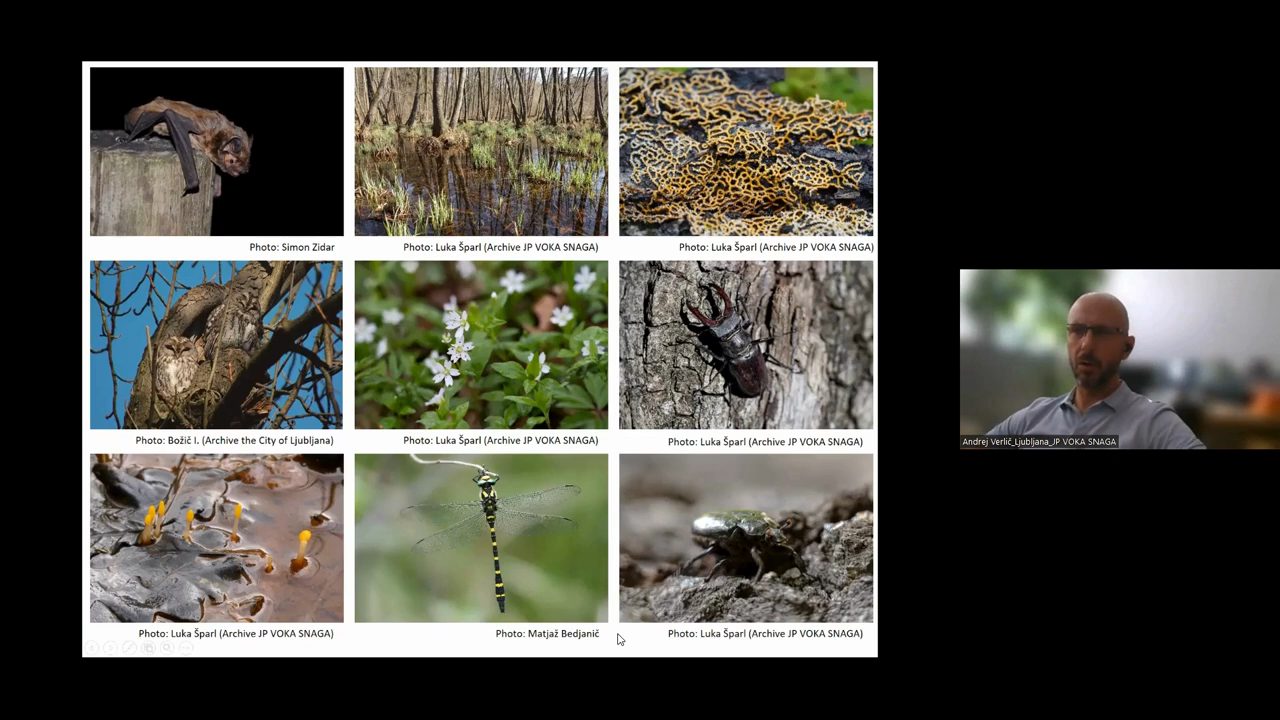 Photo: Simon Zidar
Photo: Luka Šparl (Archive JP VOKA SNAGA)
Photo: Luka Šparl (Archive JP VOKA SNAGA)
Photo: Božič I. (Archive the City of Ljubljana)
Photo: Luka Šparl (Archive JP VOKA SNAGA)
Photo: Luka Šparl (Archive JP VOKA SNAGA)
Andrej Verlič_Ljubljana_JP VOKA SNAGA
Photo: Luka Šparl (Archive JP VOKA SNAGA)
Photo: Matjaž Bedjanič
Photo: Luka Šparl (Archive JP VOKA SNAGA)